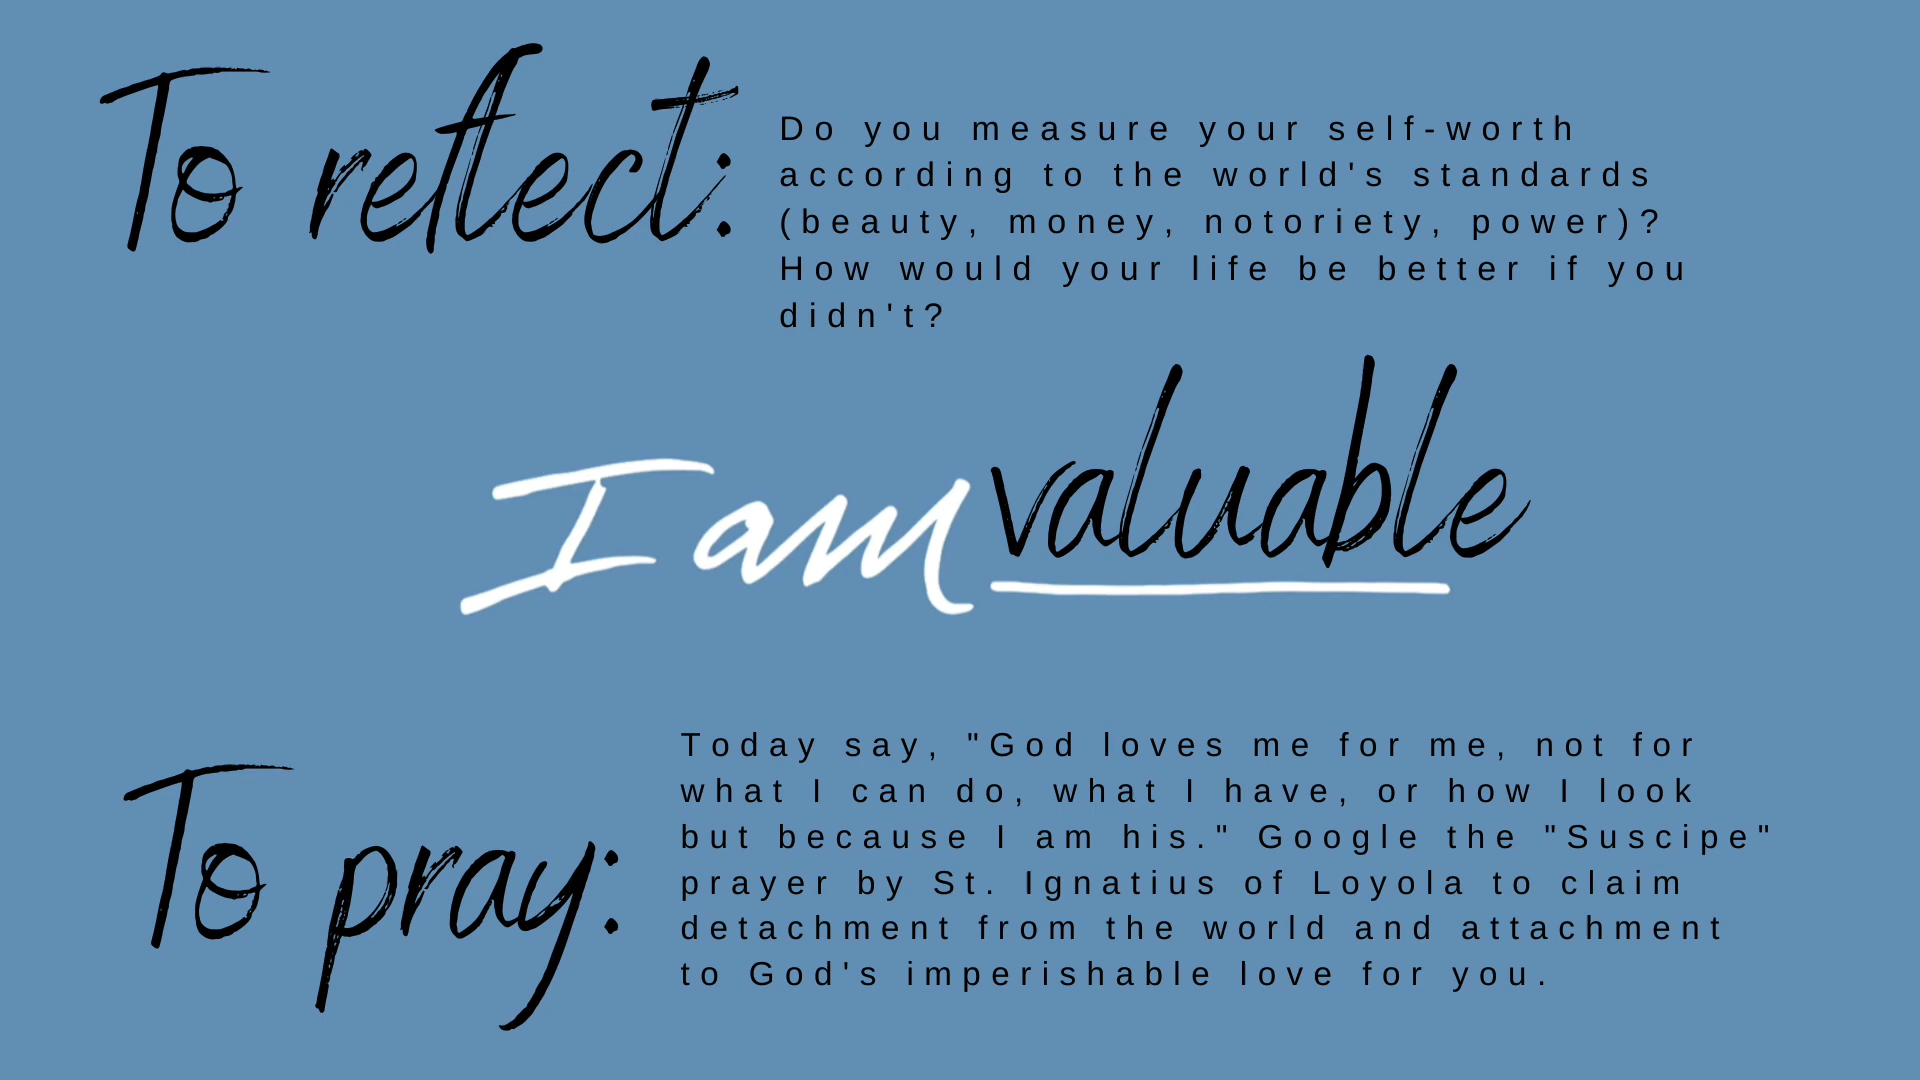 To reflect:
Do you measure your self-worth
according to the world's standards
(beauty, money, notoriety, power)?
How would your life be better if you
didn't?
I am valuable
To pray:
Today say, "God loves me for me, not for
what I can do, what I have, or how I look
but because I am his." Google the "Suscipe"
prayer by St. Ignatius of Loyola to claim
detachment from the world and attachment
to God's imperishable love for you.